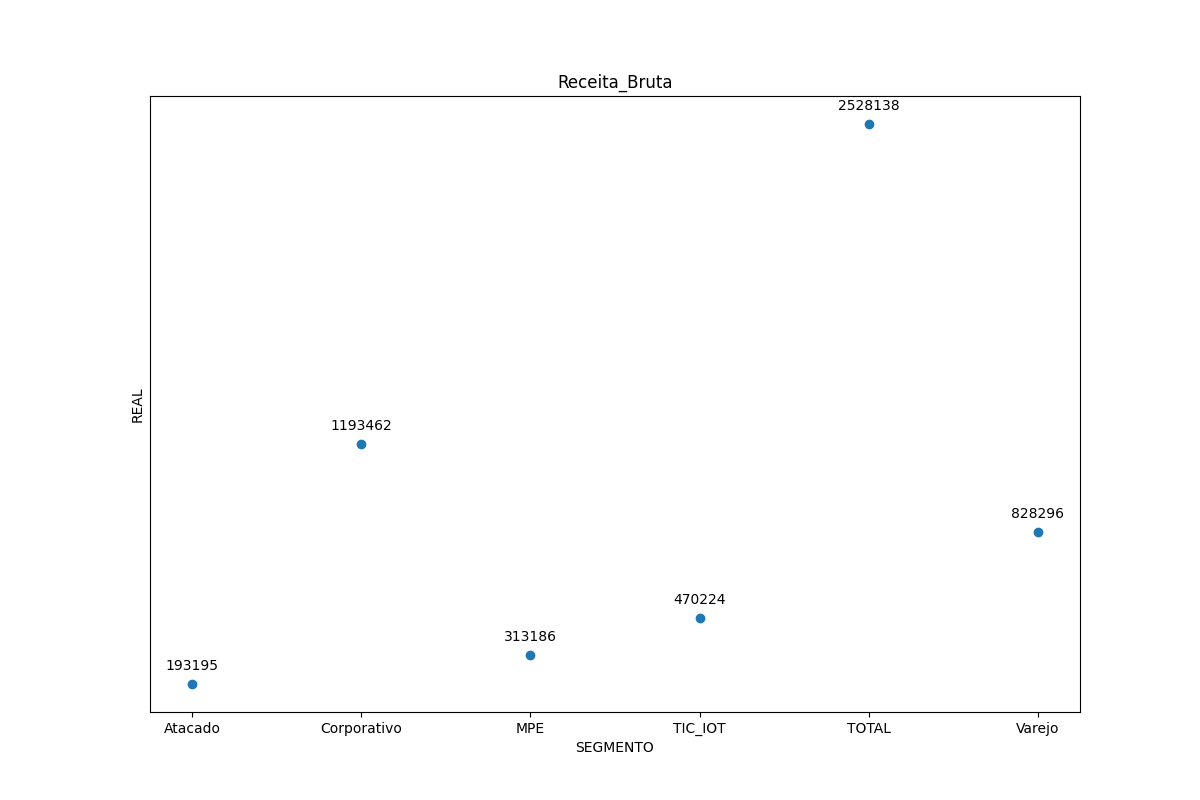 Receita_Bruta
2528138
1193462
828296
470224
313186
193195
REAL
Atacado Corporativo MPE TIC_IOT TOTAL Varejo
SEGMENTO